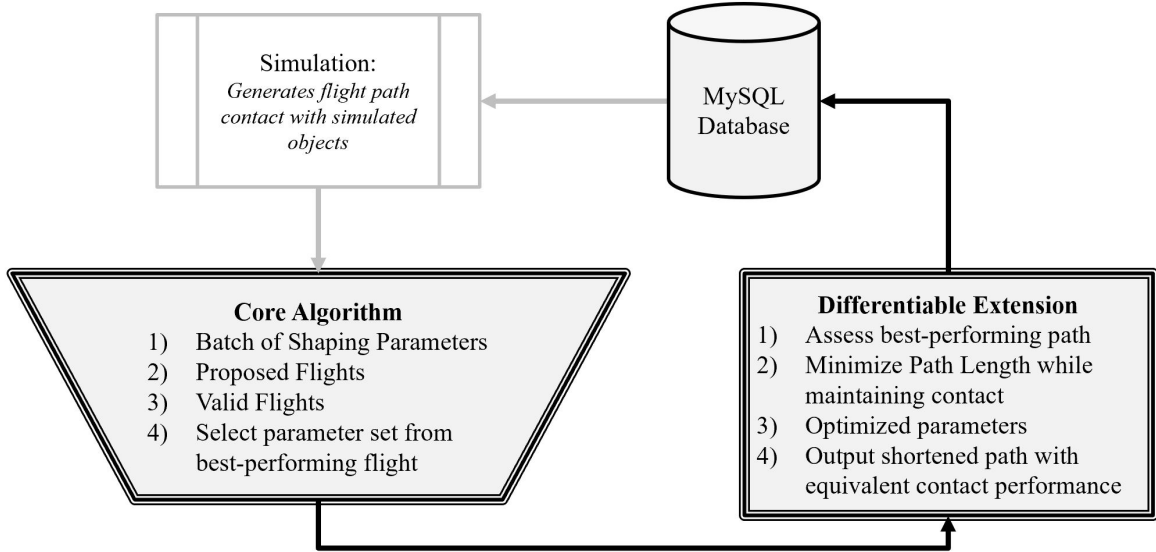 Simulation:
Generates flight path
contact with simulated
objects
MySQL
Database
Core Algorithm
1) Batch of Shaping Parameters
2) Proposed Flights
3) Valid Flights
4) Select parameter set from
best-performing flight
Differentiable Extension
1) Assess best-performing path
2) Minimize Path Length while
maintaining contact
3) Optimized parameters
4) Output shortened path with
equivalent contact performance